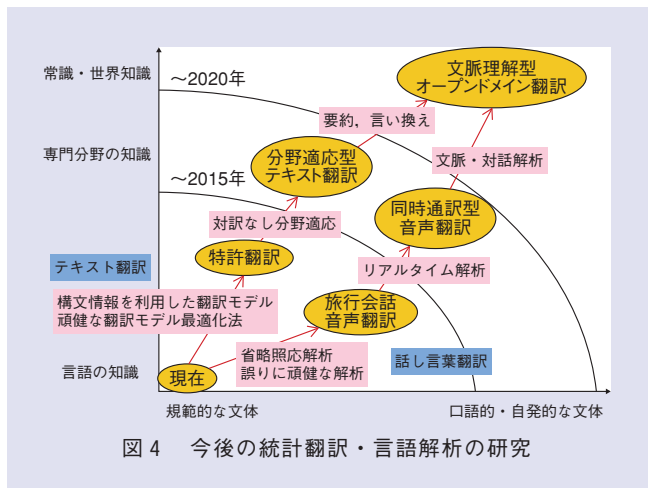 常識・世界知識
～2020年
文脈理解型
オープンドメイン翻訳
要約，言い換え
専門分野の知識
分野適応型
テキスト翻訳
文脈・対話解析
～2015年
同時通訳型
音声翻訳
対訳なし分野適応
特許翻訳
テキスト翻訳
リアルタイム解析
構文情報を利用した翻訳モデル
頑健な翻訳モデル最適化法
旅行会話
音声翻訳
省略照応解析
誤りに頑健な解析
話し言葉翻訳
言語の知識
現在
規範的な文体
口語的・自発的な文体
図4 今後の統計翻訳・言語解析の研究